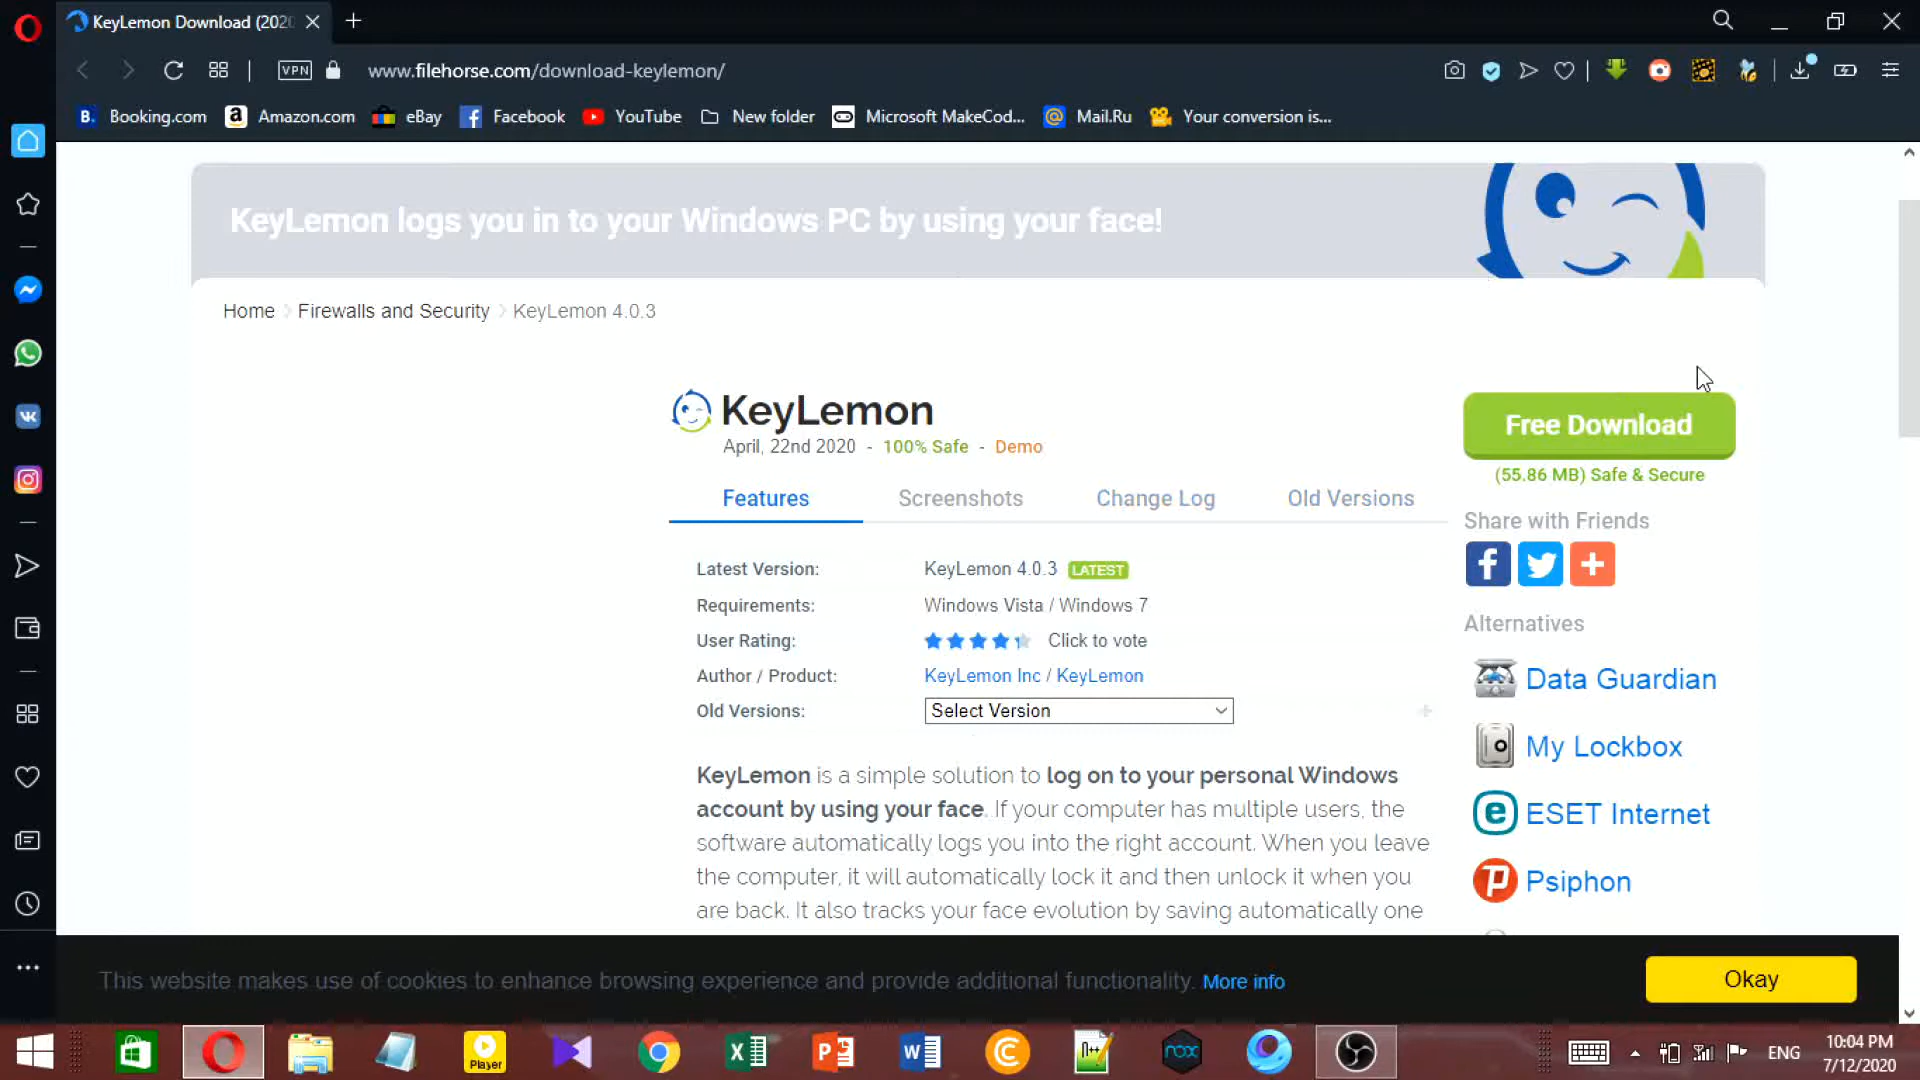 KeyLemon Download (2020
VPN
www.filehorse.com/download-keylemon/
B. Booking.com
a Amazon.com
eBay
Facebook
YouTube
New folder
Microsoft MakeCod...
@ Mail.Ru
Your conversion is...
KeyLemon logs you in to your Windows PC by using your face!
Home
Firewalls and Security
KeyLemon 4.0.3
KeyLemon
April, 22nd 2020 - 100% Safe - Demo
Free Download
(55.86 MB) Safe & Secure
Features
Screenshots
Change Log
Old Versions
Share with Friends
Latest Version:
KeyLemon 4.0.3 LATEST
Requirements:
Windows Vista / Windows 7
User Rating:
Click to vote
Author / Product:
KeyLemon Inc / KeyLemon
Old Versions:
Select Version
KeyLemon is a simple solution to log on to your personal Windows
account by using your face. If your computer has multiple users, the
software automatically logs you into the right account. When you leave
the computer, it will automatically lock it and then unlock it when you
are back. It also tracks your face evolution by saving automatically one
Alternatives
Data Guardian
My Lockbox
ESET Internet
Psiphon
This website makes use of cookies to enhance browsing experience and provide additional functionality. More info
Okay
Player
nox
ENG
10:04 PM
7/12/2020